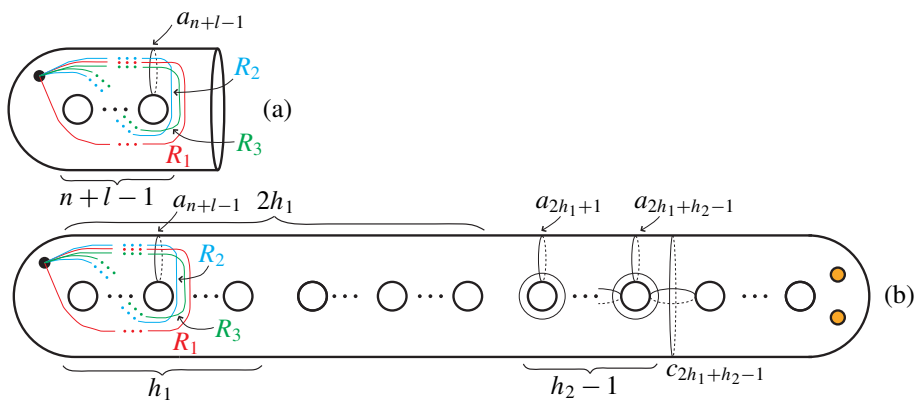 a_{n+l-1}
R_2
(a)
R_3
R_1
n + l - 1
2h_1
a_{n+l-1}
a_{2h_1+1}
a_{2h_1+h_2-1}
R_2
(b)
R_3
R_1
h_1
h_2 - 1
c_{2h_1+h_2-1}